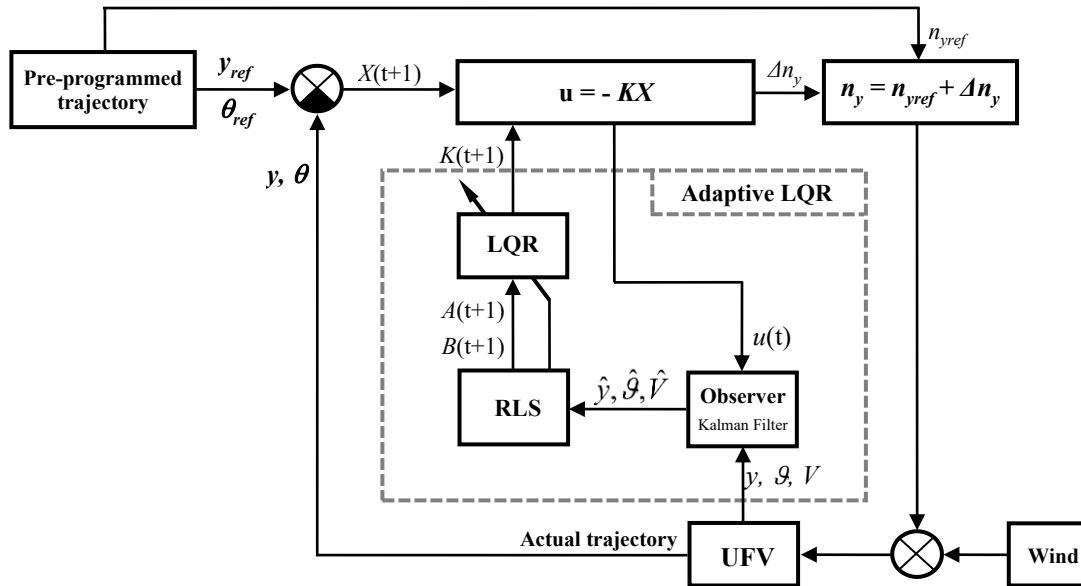 n_yref
Pre-programmed
trajectory
y_ref
θ_ref
X(t+1)
u = - KX
Δn_y
n_y = n_yref + Δn_y
y, θ
K(t+1)
Adaptive LQR
LQR
A(t+1)
B(t+1)
u(t)
RLS
ŷ, ϑ̂, V̂
Observer
Kalman Filter
y, ϑ, V
Actual trajectory
UFV
Wind